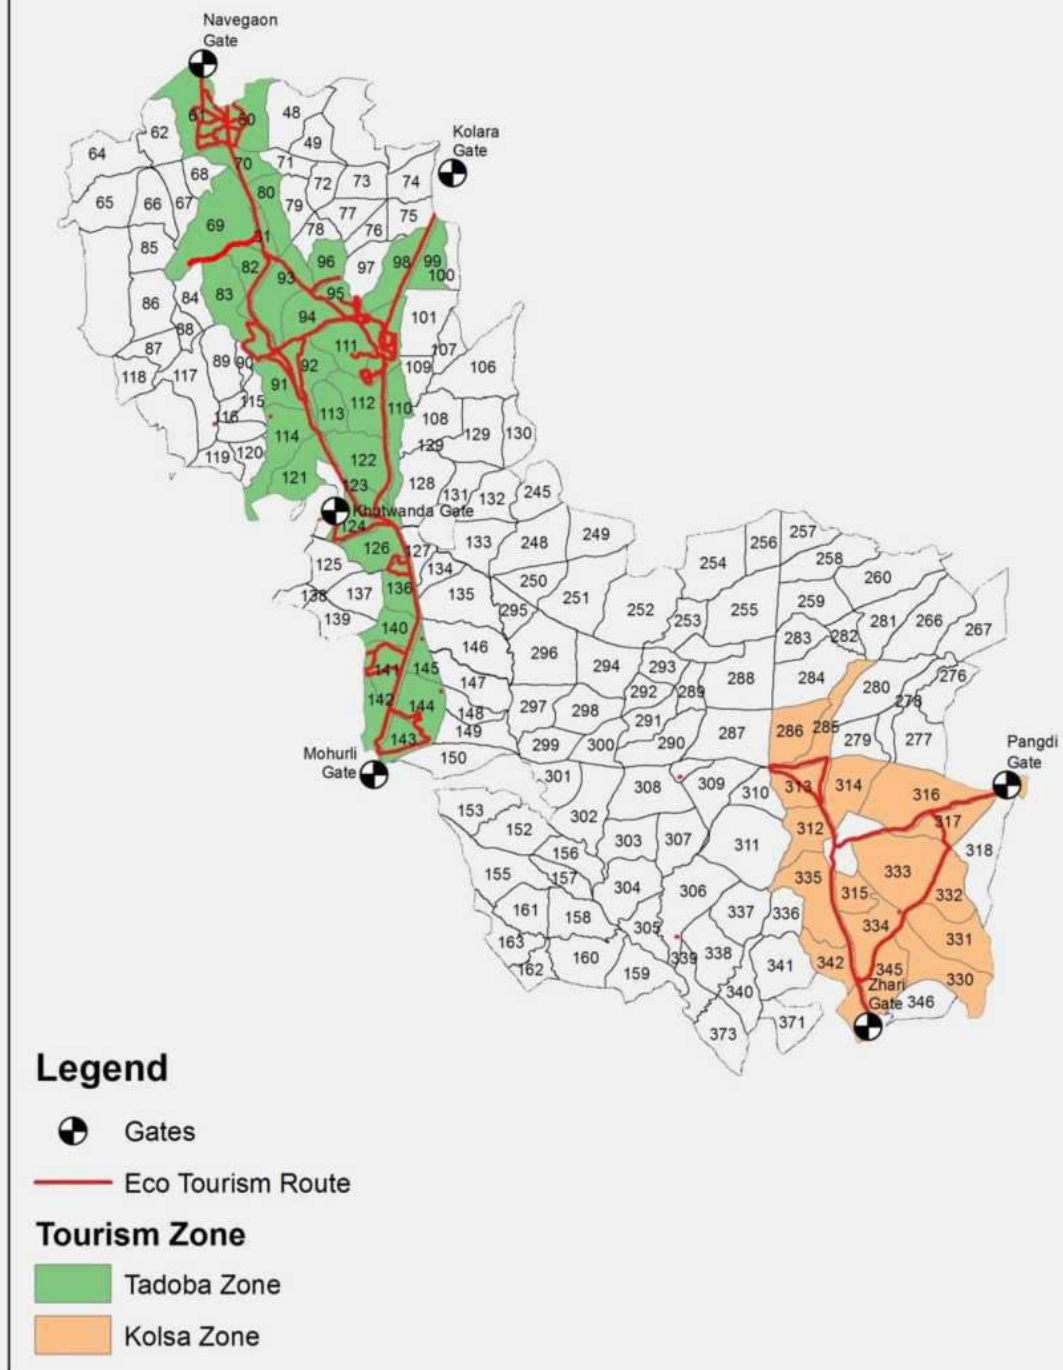 Navegaon
Gate
Kolara
Gate
48
61 60
62
49
64
70 71
68
72 73 74
80
65 66 67
79
77 75
69
78 76
81
85
96
82 97 98 99
93 100
83 84 95
86
94 101
88
87 111 107
89 90 92 109 106
118 117
91
115 112
116 113 110 108
114 129 130
129
119 120 122
121 123 128 131 132 245
Khutwanda Gate
124
126 127 133 248 249 254 256 257
258
125 134 250 260
138 137 136 135 251
295 252 253 255 259
139 140 281 266 267
283 282
146 296 294 293
141 145 288 284 276
147 292 289 280 278
142 144 148 297 298 291
143 149 299 300 290 287 286 285 279 277
Mohurli
Gate
150
Pangdi
Gate
301 308 309 310 313 314 316
153 152 302 312 317
303 307 311 318
156
155 157 304 306 335 315 333 332
161 158 305 337 336 334
163 331
162 160 159 339 338 341 342 345 330
Zhari
Gate
340 346
373 371
Legend
Gates
Eco Tourism Route
Tourism Zone
Tadoba Zone
Kolsa Zone